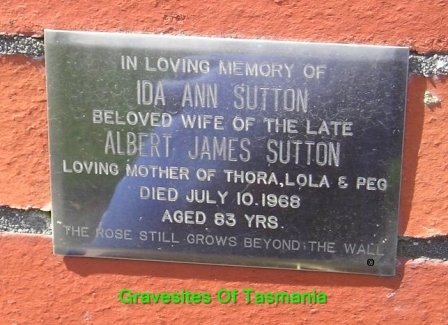 IN LOVING MEMORY OF
IDA ANN SUTTON
BELOVED WIFE OF THE LATE
ALBERT JAMES SUTTON
LOVING MOTHER OF THORA, LOLA & PEG
DIED JULY 10.1968
AGED 83 YRS.
THE ROSE STILL GROWS BEYOND THE WALL
Gravesites Of Tasmania